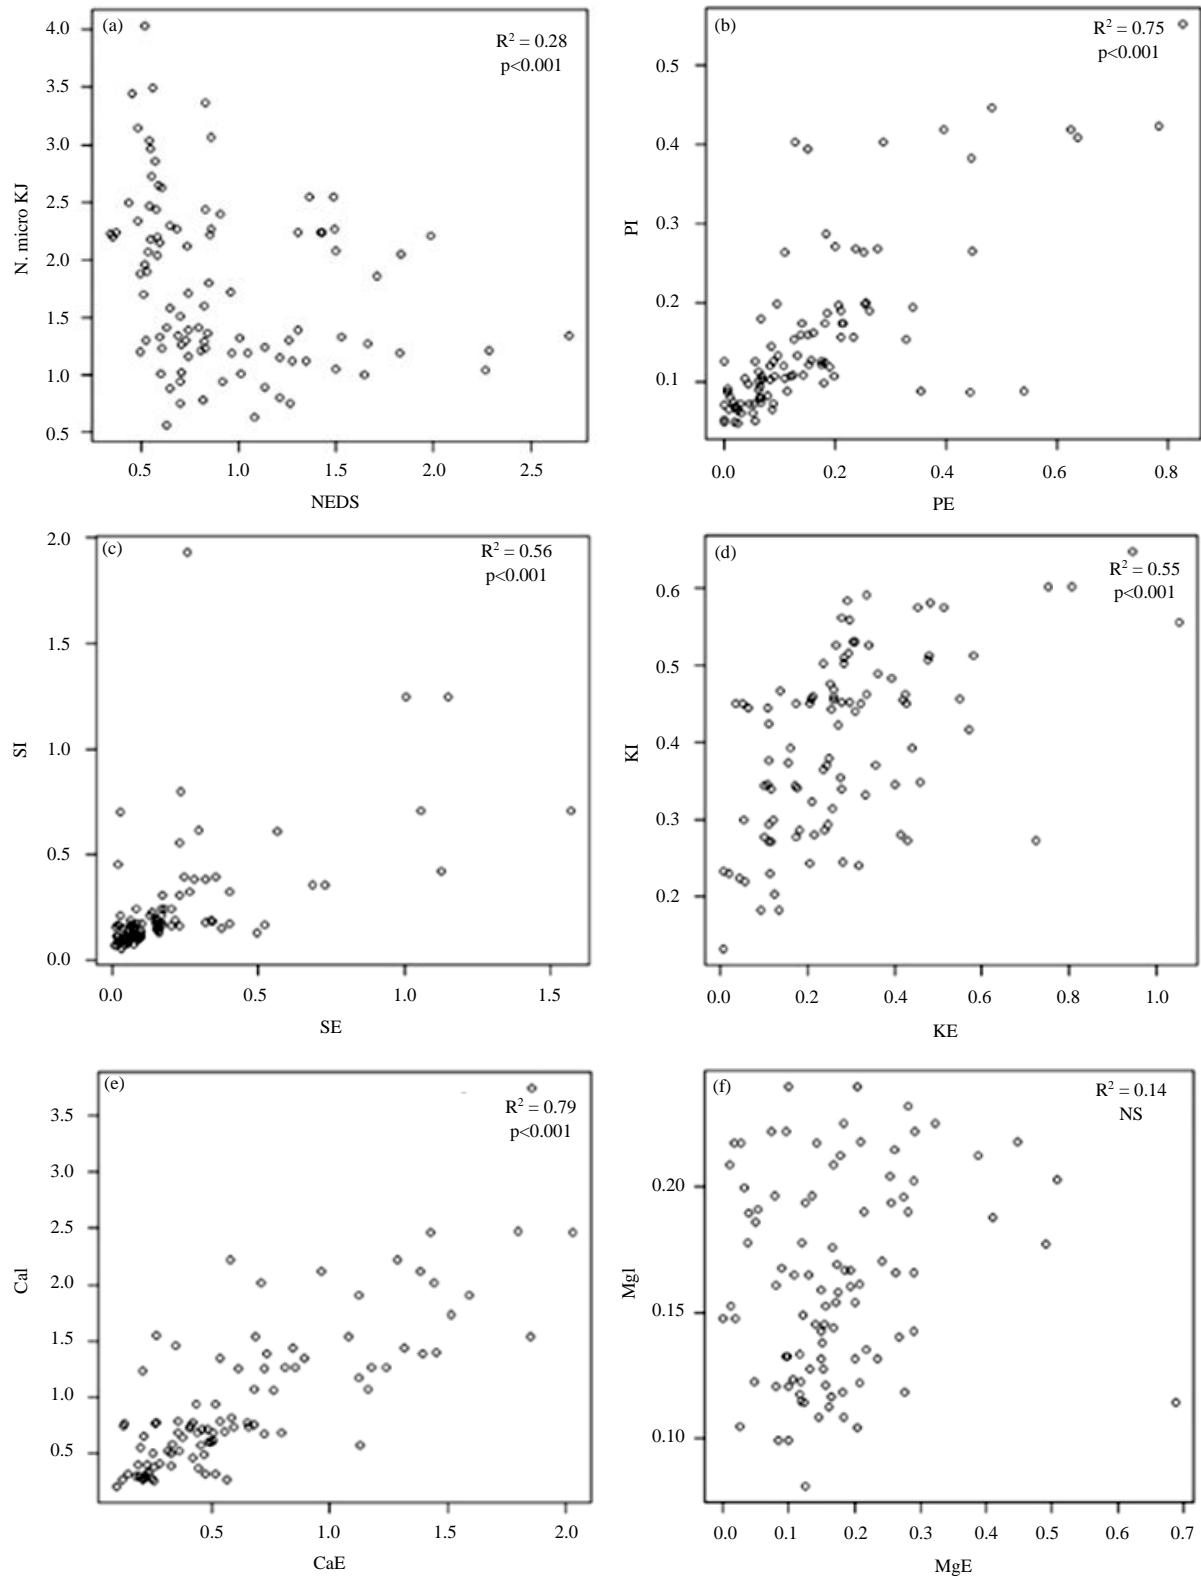 (a)
R² = 0.28
p<0.001
4.0
3.5
3.0
2.5
2.0
1.5
1.0
0.5
N. micro KJ
0.5 1.0 1.5 2.0 2.5
NEDS
(b)
R² = 0.75
p<0.001
0.5
0.4
0.3
0.2
0.1
PI
0.0 0.2 0.4 0.6 0.8
PE
(c)
R² = 0.56
p<0.001
2.0
1.5
1.0
0.5
0.0
SI
0.0 0.5 1.0 1.5
SE
(d)
R² = 0.55
p<0.001
0.6
0.5
0.4
0.3
0.2
KI
0.0 0.2 0.4 0.6 0.8 1.0
KE
(e)
R² = 0.79
p<0.001
3.5
3.0
2.5
2.0
1.5
1.0
0.5
Cal
0.5 1.0 1.5 2.0
CaE
(f)
R² = 0.14
NS
0.20
0.15
0.10
Mgl
0.0 0.1 0.2 0.3 0.4 0.5 0.6 0.7
MgE